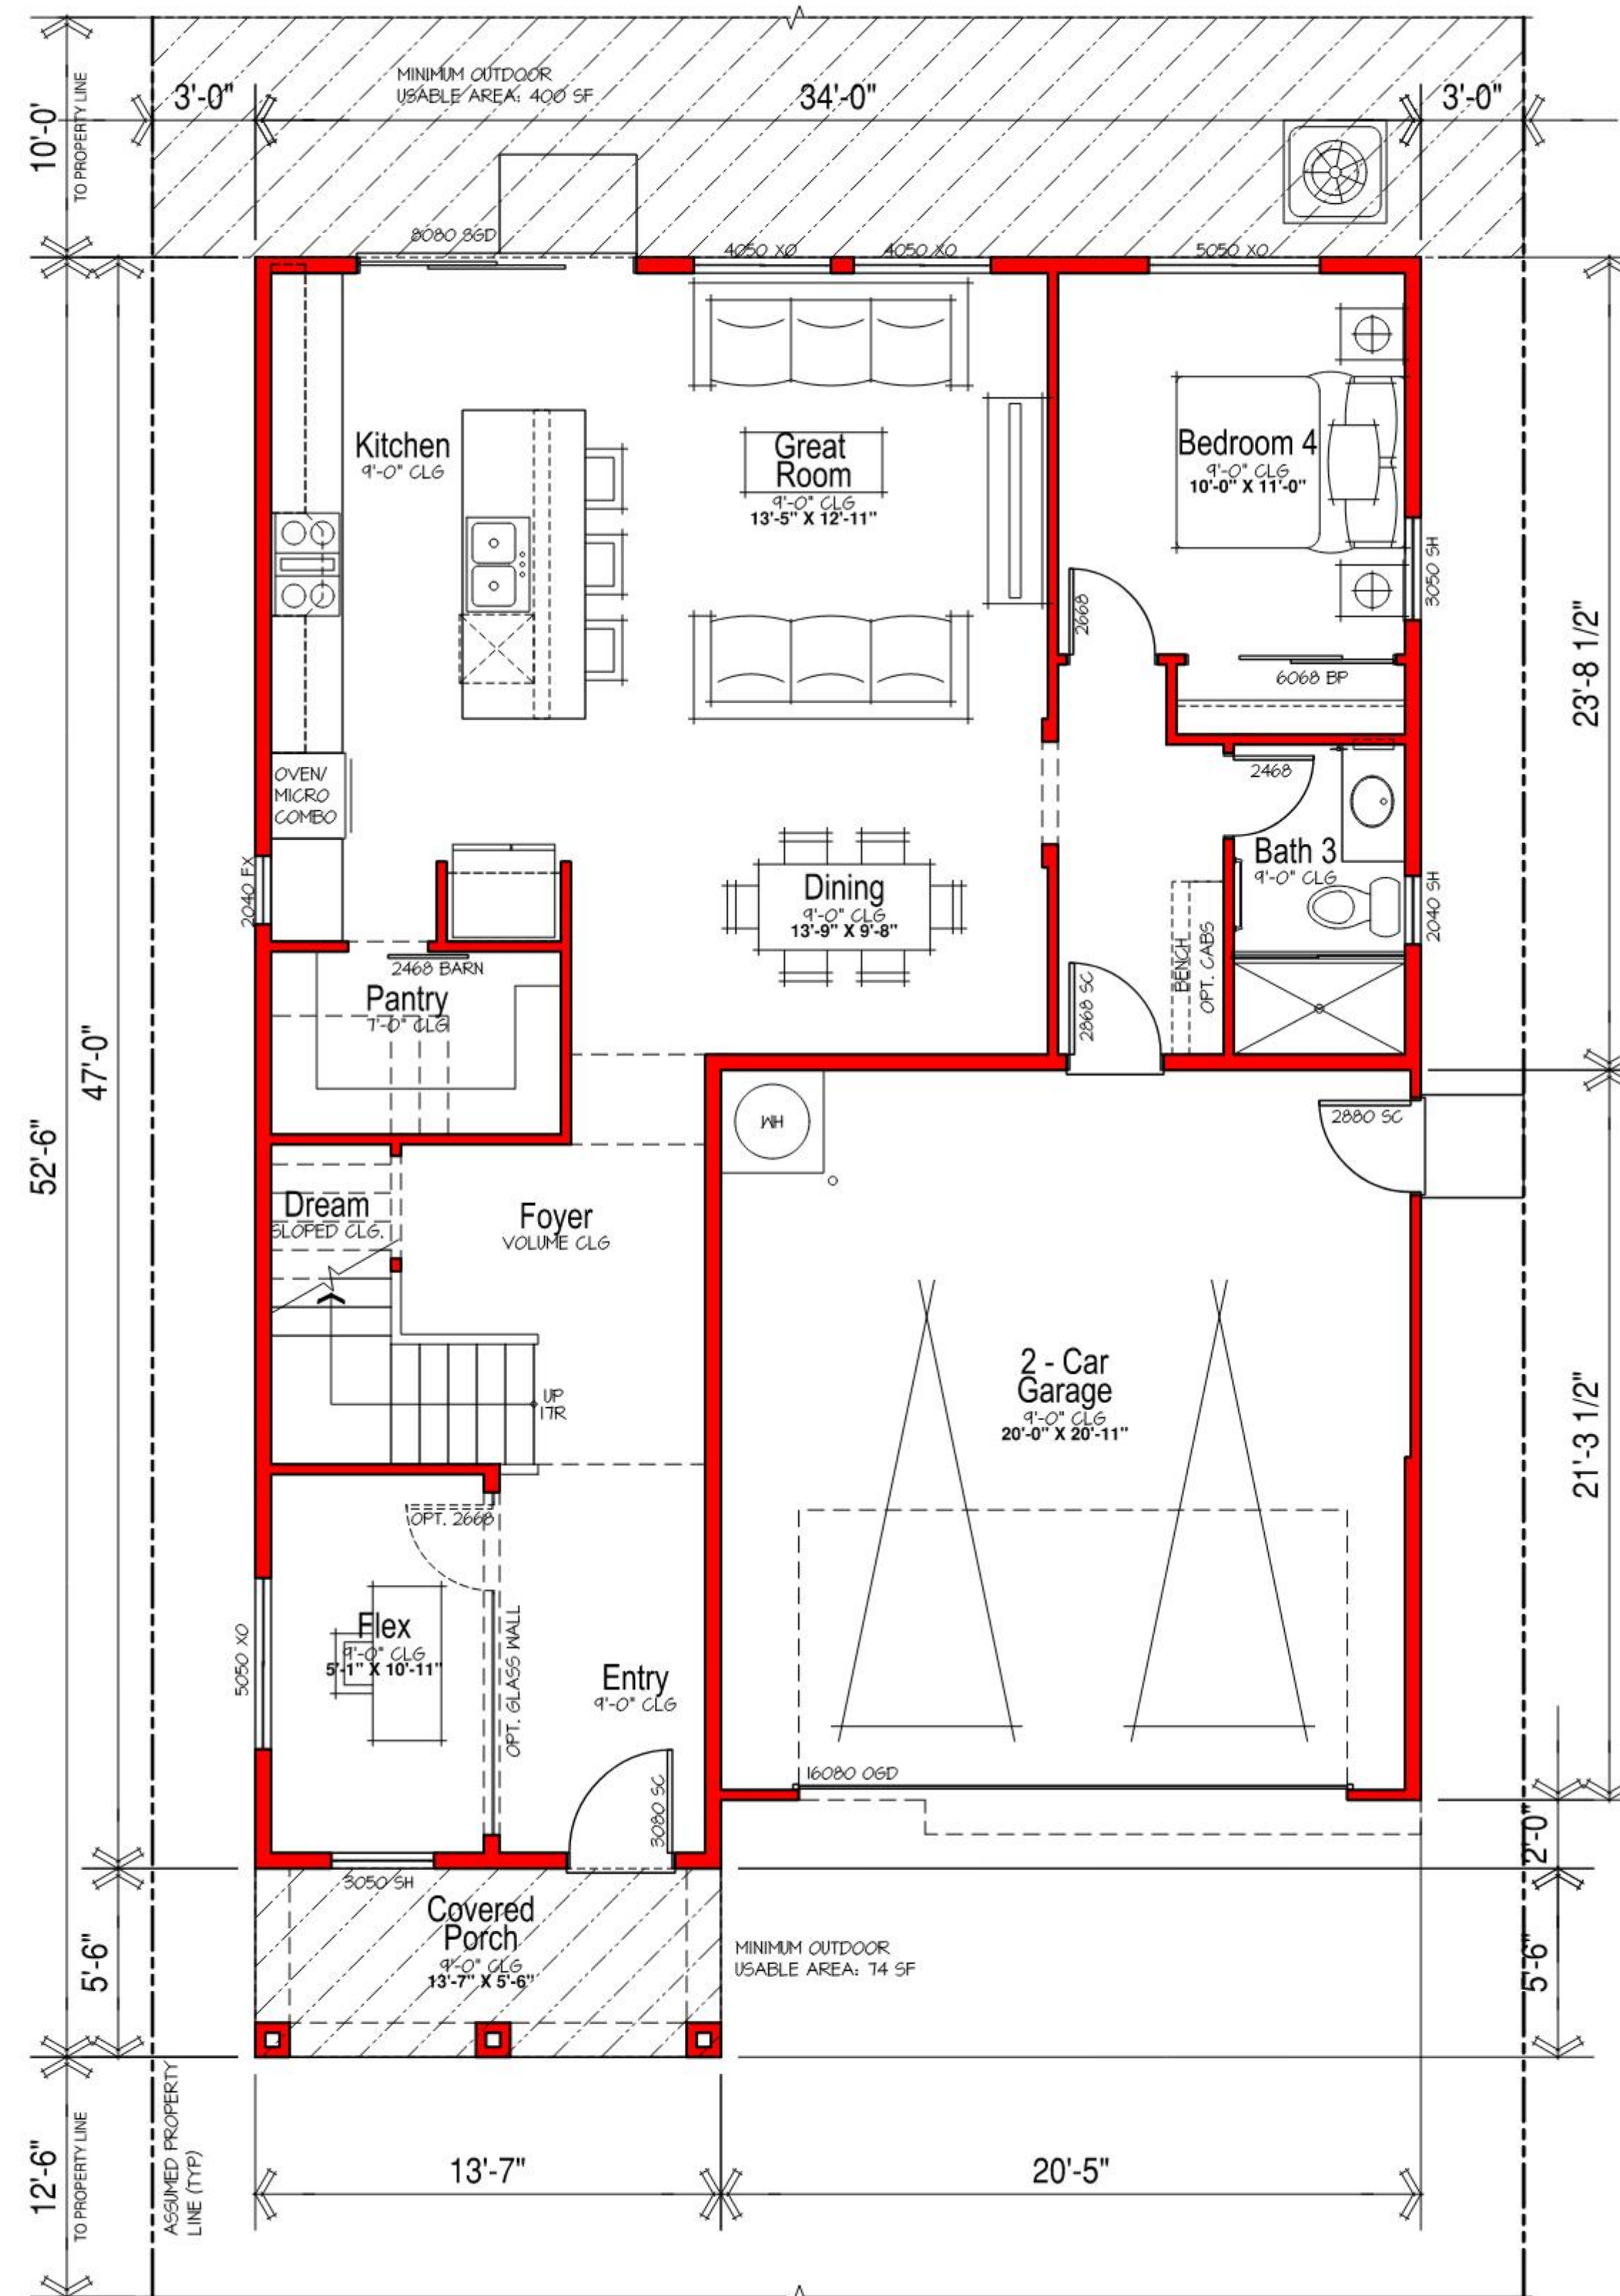 3'-0"
34'-0"
3'-0"
MINIMUM OUTDOOR
USABLE AREA: 400 SF
10'-0'
TO PROPERTY LINE
8080 SGD
4050 XO
4050 XO
5050 XO
Kitchen
9'-0" CLG
Great
Room
9'-0" CLG
13'-5" X 12'-11"
Bedroom 4
9'-0" CLG
10'-0" X 11'-0"
3050 SH
2668
6068 BP
23'-8 1/2"
OVEN/
MICRO
COMBO
2468
Bath 3
9'-0" CLG
2040 FX
2040 SH
Dining
9'-0" CLG
13'-9" X 9'-8"
BENCH
OPT. CABS
2868 SC
2468 BARN
Pantry
7'-0" CLG
47'-0"
52'-6"
WH
2880 SC
Dream
SLOPED CLG.
Foyer
VOLUME CLG
UP
17R
2 - Car
Garage
9'-0" CLG
20'-0" X 20'-11"
21'-3 1/2"
OPT. 2668
Flex
9'-0" CLG
5'-1" X 10'-11"
5050 XO
OPT. GLASS WALL
Entry
9'-0" CLG
3080 SC
16080 OGD
2'-0"
3050 SH
Covered
Porch
9'-0" CLG
13'-7" X 5'-6"
MINIMUM OUTDOOR
USABLE AREA: 74 SF
5'-6"
5'-6"
12'-6"
TO PROPERTY LINE
ASSUMED PROPERTY
LINE (TYP)
13'-7"
20'-5"